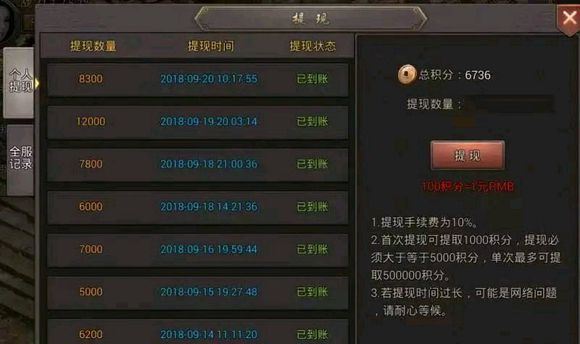 提现
个人
提现
全服
记录
提现数量 提现时间 提现状态
8300 2018-09-20 10:17:55 已到账
12000 2018-09-19 20:03:14 已到账
7800 2018-09-18 21:00:36 已到账
6000 2018-09-18 14:21:36 已到账
7000 2018-09-16 19:59:44 已到账
5000 2018-09-15 19:27:48 已到账
6200 2018-09-14 11:11:20 已到账
总积分：6736
提现数量：
提现
100积分=1元RMB
1.提现手续费为10%。
2.首次提现可提取1000积分，提现必
须大于等于5000积分，单次最多可提
取500000积分。
3.若提现时间过长，可能是网络问题
，请耐心等候。